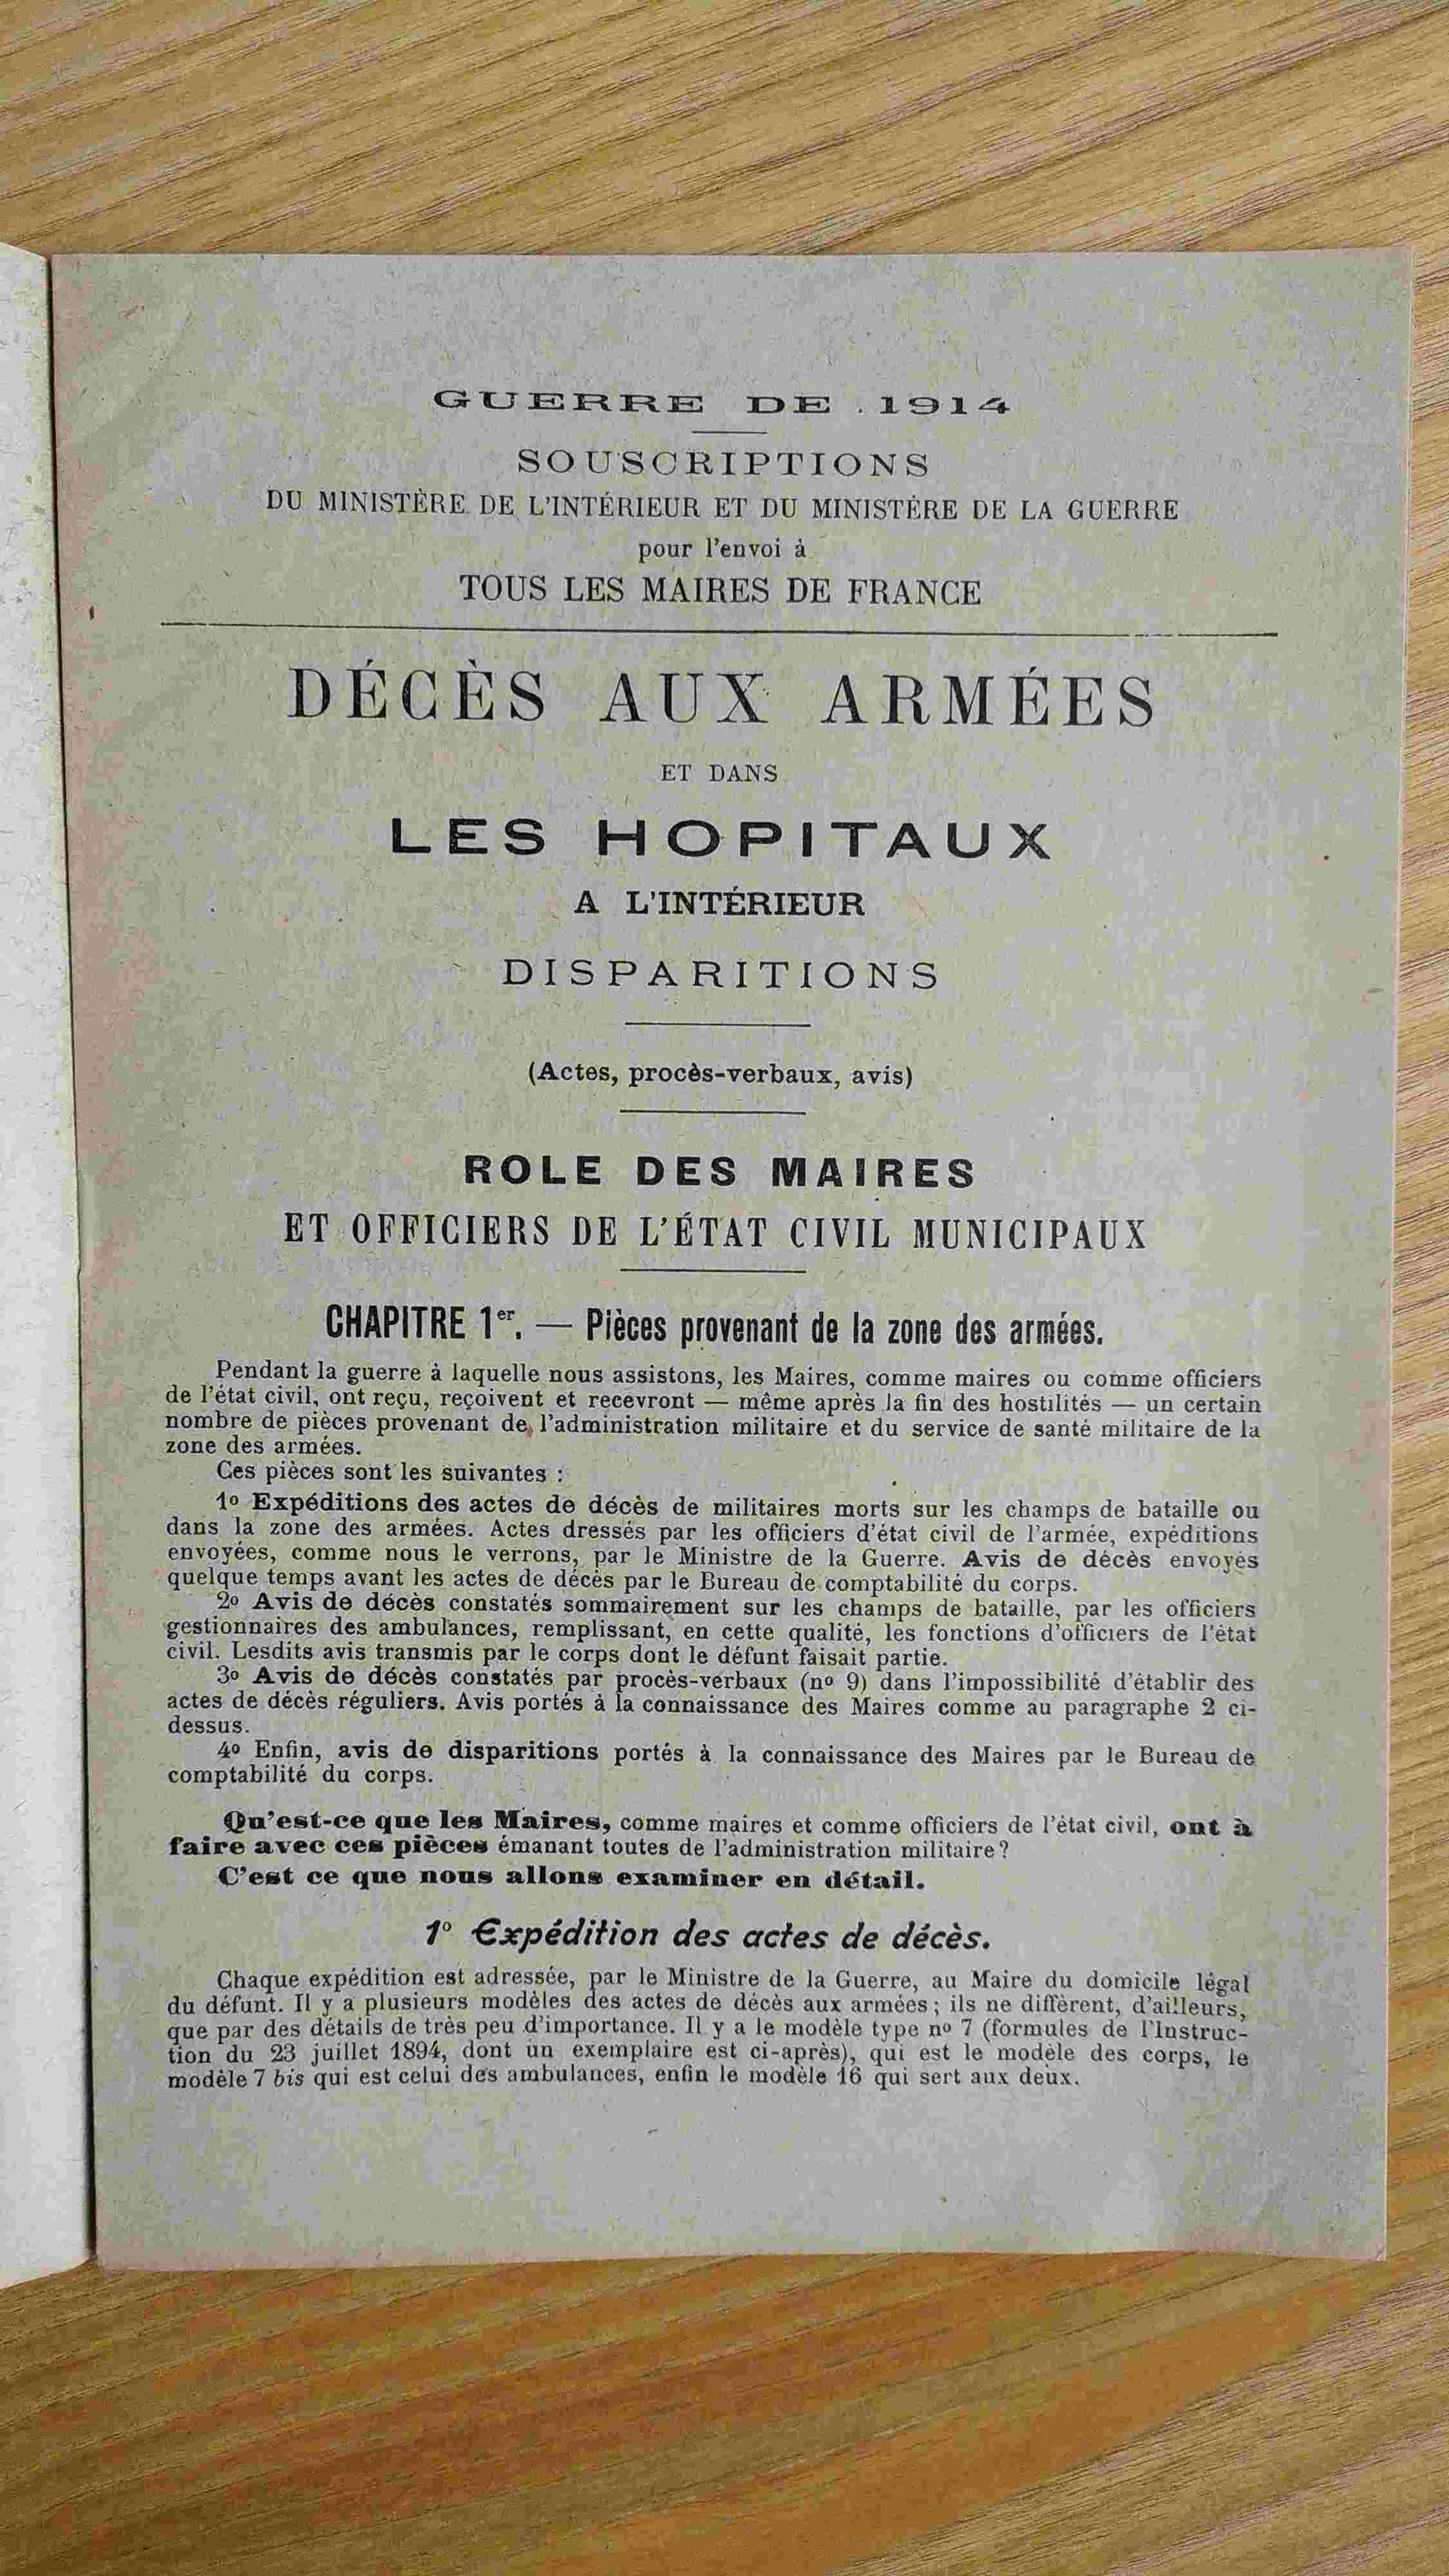 GUERRE DE 1914
SOUSCRIPTIONS
DU MINISTÈRE DE L'INTÉRIEUR ET DU MINISTÈRE DE LA GUERRE
pour l'envoi à
TOUS LES MAIRES DE FRANCE
DÉCÈS AUX ARMÉES
ET DANS
LES HOPITAUX
A L'INTÉRIEUR
DISPARITIONS
(Actes, procès-verbaux, avis)
ROLE DES MAIRES
ET OFFICIERS DE L'ÉTAT CIVIL MUNICIPAUX
CHAPITRE 1er. — Pièces provenant de la zone des armées.
Pendant la guerre à laquelle nous assistons, les Maires, comme maires ou comme officiers
de l'état civil, ont reçu, reçoivent et recevront — même après la fin des hostilités — un certain
nombre de pièces provenant de l'administration militaire et du service de santé militaire de la
zone des armées.
Ces pièces sont les suivantes :
1o Expéditions des actes de décès de militaires morts sur les champs de bataille ou
dans la zone des armées. Actes dressés par les officiers d'état civil de l'armée, expéditions
envoyées, comme nous le verrons, par le Ministre de la Guerre. Avis de décès envoyés
quelque temps avant les actes de décès par le Bureau de comptabilité du corps.
2o Avis de décès constatés sommairement sur les champs de bataille, par les officiers
gestionnaires des ambulances, remplissant, en cette qualité, les fonctions d'officiers de l'état
civil. Lesdits avis transmis par le corps dont le défunt faisait partie.
3o Avis de décès constatés par procès-verbaux (no 9) dans l'impossibilité d'établir des
actes de décès réguliers. Avis portés à la connaissance des Maires comme au paragraphe 2 ci-
dessus.
4o Enfin, avis de disparitions portés à la connaissance des Maires par le Bureau de
comptabilité du corps.
Qu'est-ce que les Maires, comme maires et comme officiers de l'état civil, ont à
faire avec ces pièces émanant toutes de l'administration militaire?
C'est ce que nous allons examiner en détail.
1o Expédition des actes de décès.
Chaque expédition est adressée, par le Ministre de la Guerre, au Maire du domicile légal
du défunt. Il y a plusieurs modèles des actes de décès aux armées; ils ne diffèrent, d'ailleurs,
que par des détails de très peu d'importance. Il y a le modèle type no 7 (formules de l'Instruc-
tion du 23 juillet 1894, dont un exemplaire est ci-après), qui est le modèle des corps, le
modèle 7 bis qui est celui des ambulances, enfin le modèle 16 qui sert aux deux.